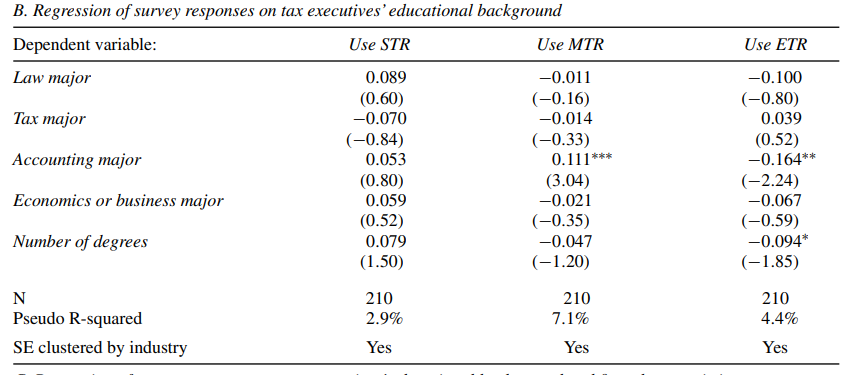 B. Regression of survey responses on tax executives’ educational background
Dependent variable: Use STR Use MTR Use ETR
Law major 0.089 −0.011 −0.100
(0.60) (−0.16) (−0.80)
Tax major −0.070 −0.014 0.039
(−0.84) (−0.33) (0.52)
Accounting major 0.053 0.111*** −0.164**
(0.80) (3.04) (−2.24)
Economics or business major 0.059 −0.021 −0.067
(0.52) (−0.35) (−0.59)
Number of degrees 0.079 −0.047 −0.094*
(1.50) (−1.20) (−1.85)
N 210 210 210
Pseudo R-squared 2.9% 7.1% 4.4%
SE clustered by industry Yes Yes Yes